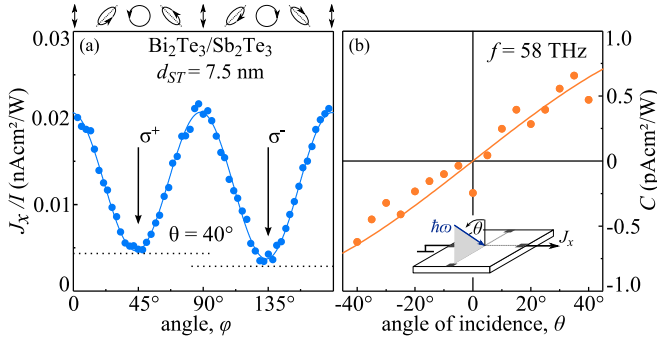 (a) Bi₂Te₃/Sb₂Te₃
d_ST = 7.5 nm
σ⁺ σ⁻
θ = 40°
J_x /I (nAcm²/W)
0.03
0.02
0.01
0
0 45° 90° 135°
angle, φ
(b) f = 58 THz
ħω
θ
J_x
C (pAcm²/W)
1.0
0.5
0
-0.5
-1.0
-40° -20° 0 20° 40°
angle of incidence, θ